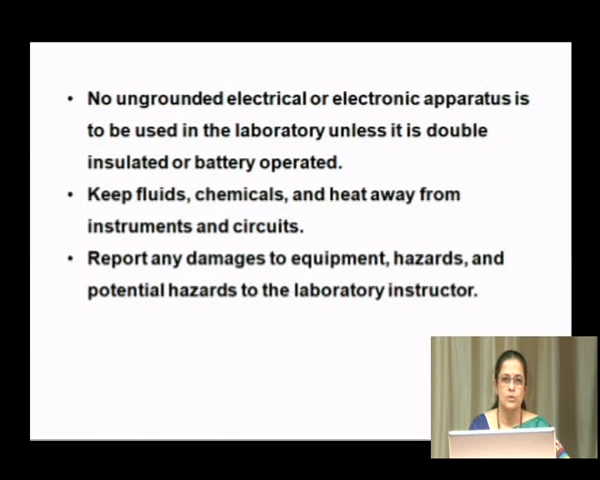 • No ungrounded electrical or electronic apparatus is
to be used in the laboratory unless it is double
insulated or battery operated.
• Keep fluids, chemicals, and heat away from
instruments and circuits.
• Report any damages to equipment, hazards, and
potential hazards to the laboratory instructor.